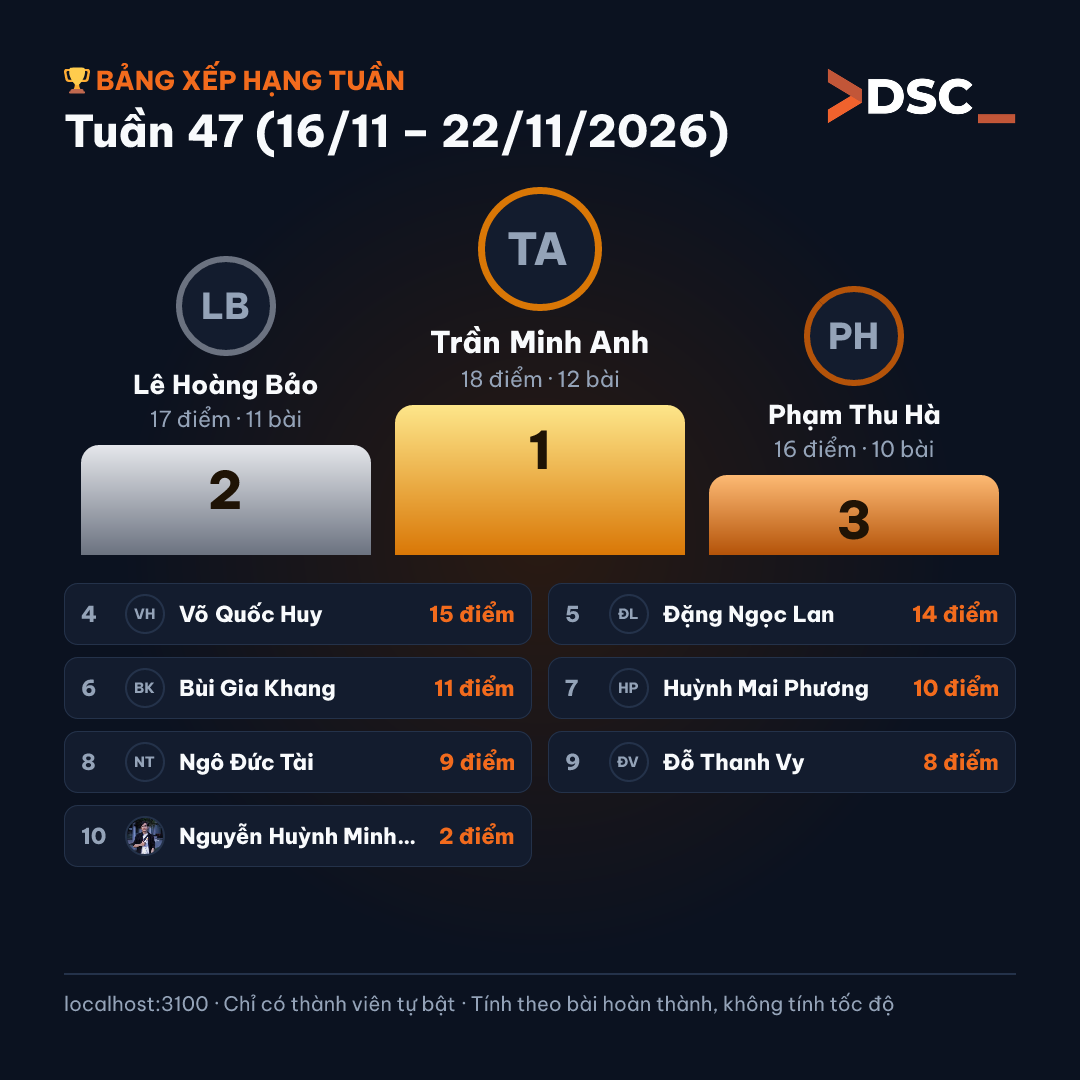 🏆 BẢNG XẾP HẠNG TUẦN
Tuần 47 (16/11 – 22/11/2026)
>DSC_
TA
Trần Minh Anh
18 điểm · 12 bài
1
LB
Lê Hoàng Bảo
17 điểm · 11 bài
2
PH
Phạm Thu Hà
16 điểm · 10 bài
3
4 VH Võ Quốc Huy 15 điểm
5 ĐL Đặng Ngọc Lan 14 điểm
6 BK Bùi Gia Khang 11 điểm
7 HP Huỳnh Mai Phương 10 điểm
8 NT Ngô Đức Tài 9 điểm
9 ĐV Đỗ Thanh Vy 8 điểm
10 Nguyễn Huỳnh Minh... 2 điểm
localhost:3100 · Chỉ có thành viên tự bật · Tính theo bài hoàn thành, không tính tốc độ